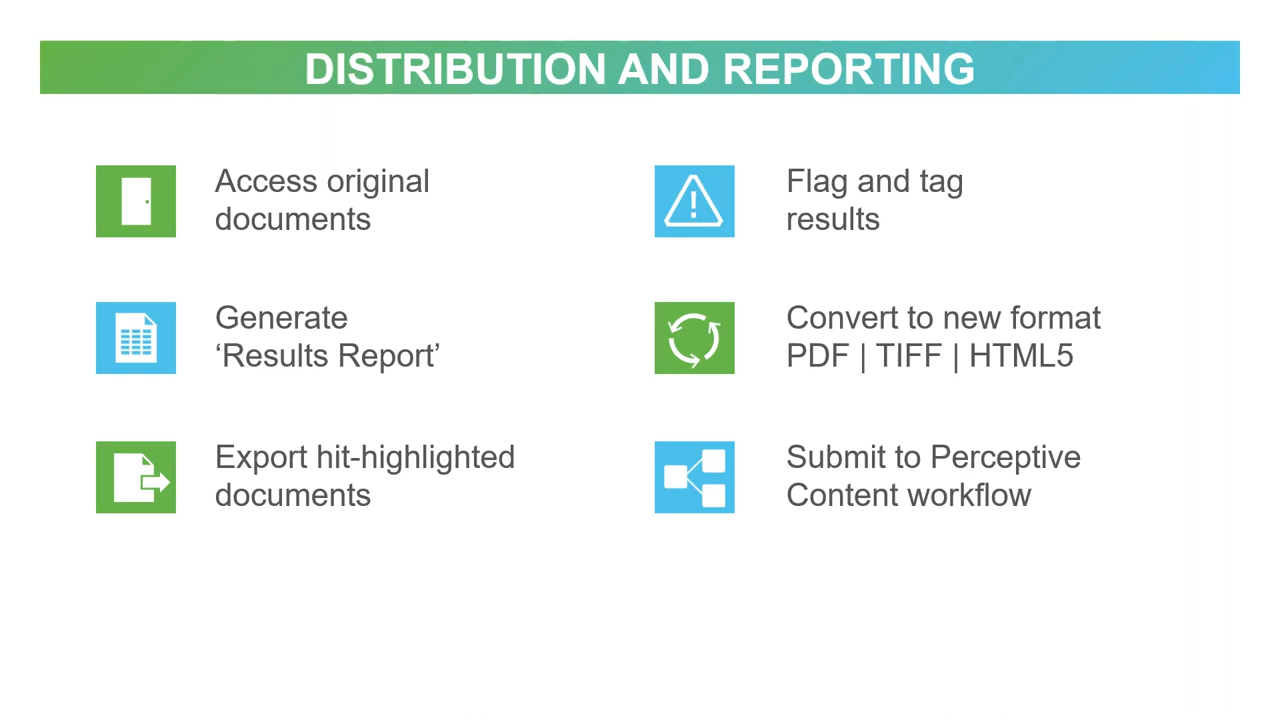 DISTRIBUTION AND REPORTING
Access original
documents
Generate
‘Results Report’
Export hit-highlighted
documents
Flag and tag
results
Convert to new format
PDF | TIFF | HTML5
Submit to Perceptive
Content workflow